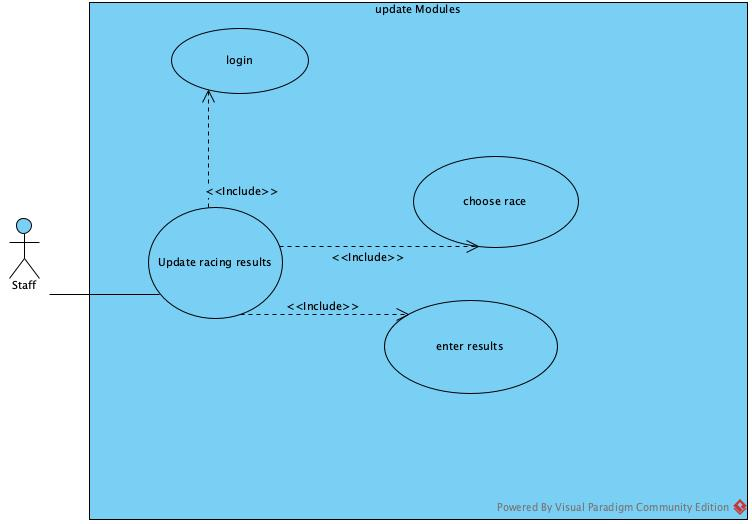 update Modules
login
<<Include>>
choose race
Update racing results
<<Include>>
Staff
<<Include>>
enter results
Powered By Visual Paradigm Community Edition